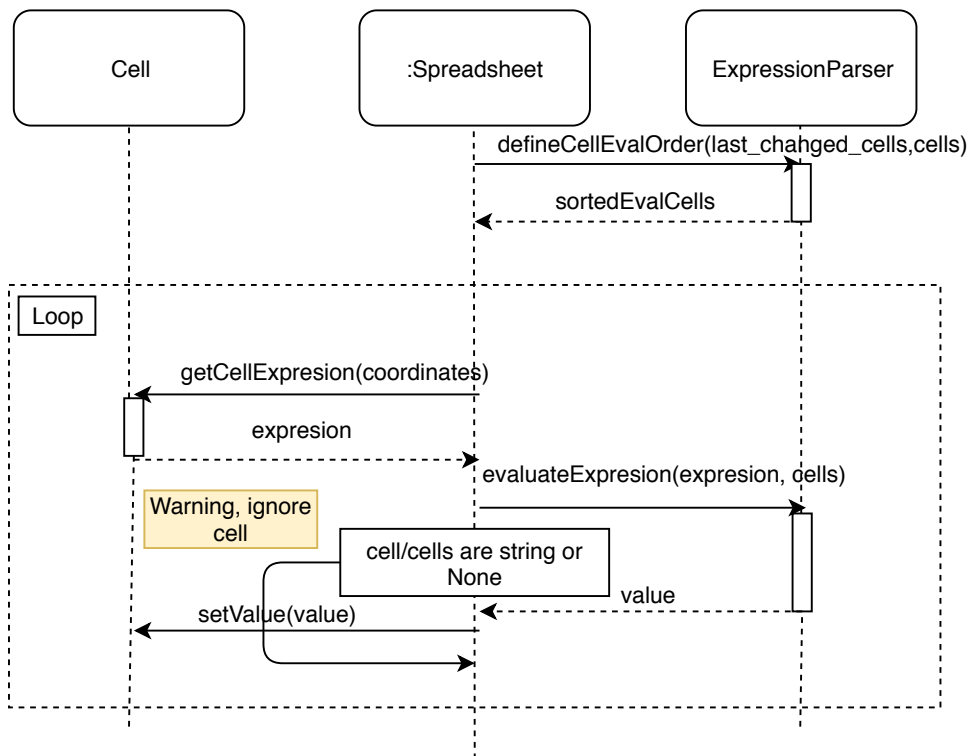 Cell
:Spreadsheet
ExpressionParser
defineCellEvalOrder(last_changed_cells,cells)
sortedEvalCells
Loop
getCellExpresion(coordinates)
expresion
evaluateExpresion(expresion, cells)
Warning, ignore
cell
cell/cells are string or
None
value
setValue(value)